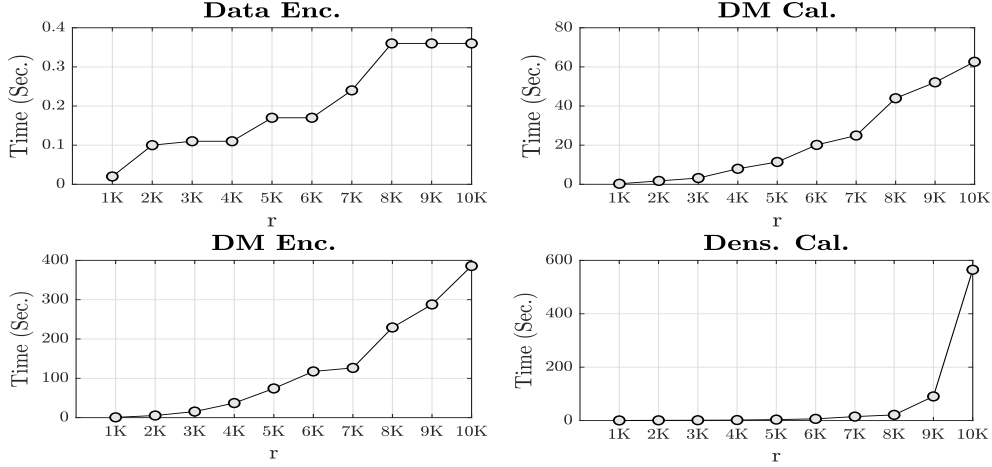 Data Enc.
Time (Sec.)
0.4
0.3
0.2
0.1
0
1K 2K 3K 4K 5K 6K 7K 8K 9K 10K
r
DM Cal.
Time (Sec.)
80
60
40
20
0
1K 2K 3K 4K 5K 6K 7K 8K 9K 10K
r
DM Enc.
Time (Sec.)
400
300
200
100
0
1K 2K 3K 4K 5K 6K 7K 8K 9K 10K
r
Dens. Cal.
Time (Sec.)
600
400
200
0
1K 2K 3K 4K 5K 6K 7K 8K 9K 10K
r